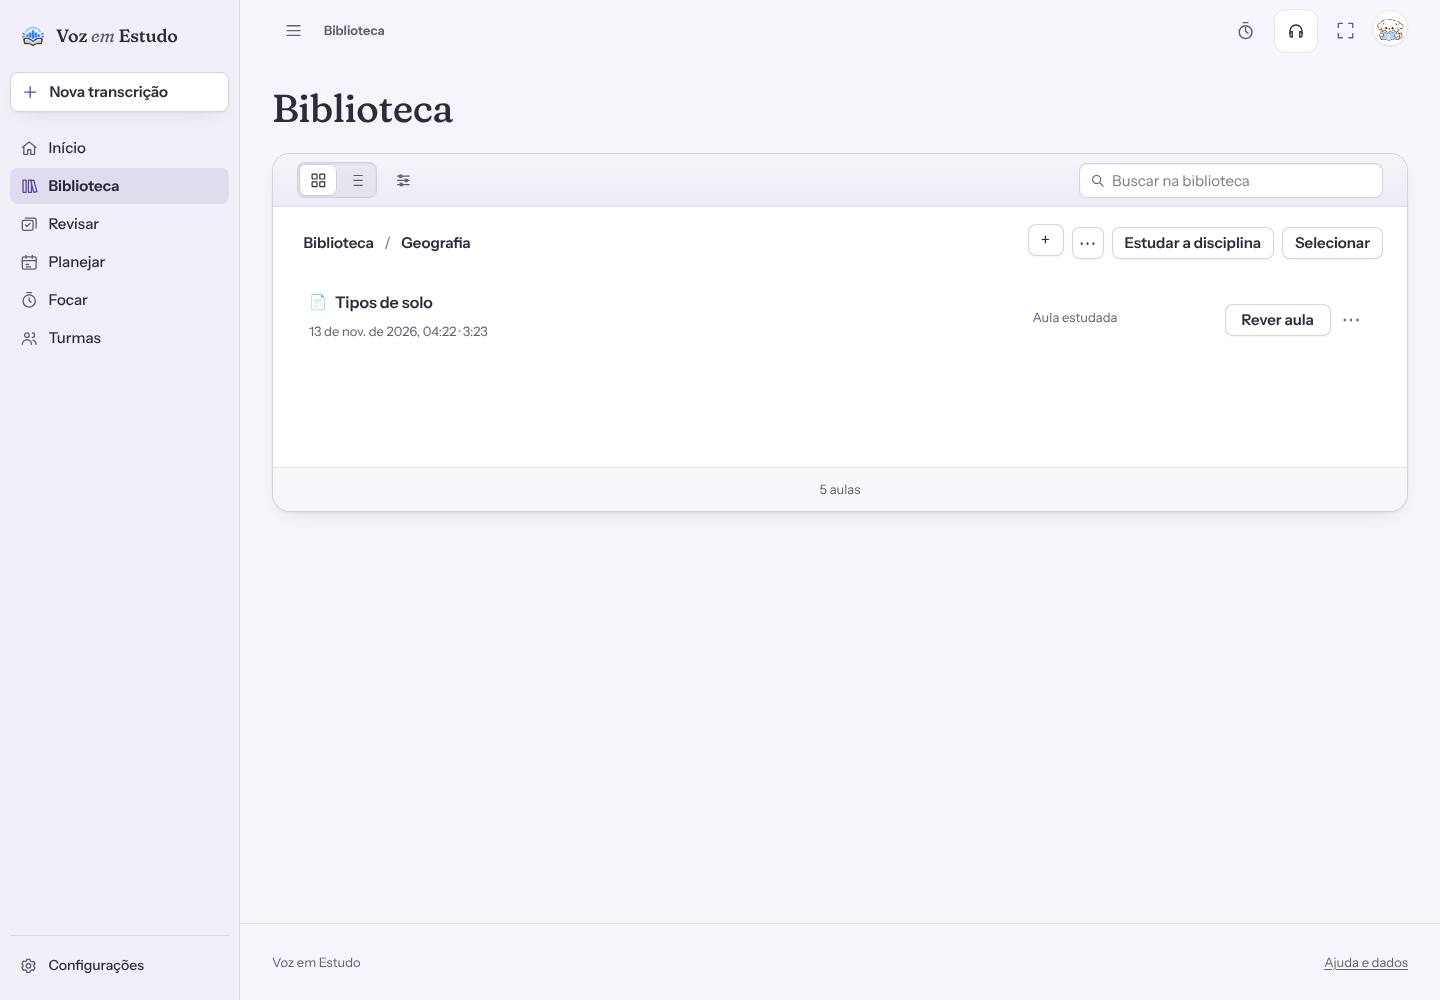 Voz em Estudo
Biblioteca
Nova transcrição
Biblioteca
Início
Biblioteca
Buscar na biblioteca
Revisar
Biblioteca / Geografia
+
...
Estudar a disciplina
Selecionar
Planejar
Focar
Tipos de solo
13 de nov. de 2026, 04:22 · 3:23
Aula estudada
Rever aula
...
Turmas
5 aulas
Configurações
Voz em Estudo
Ajuda e dados